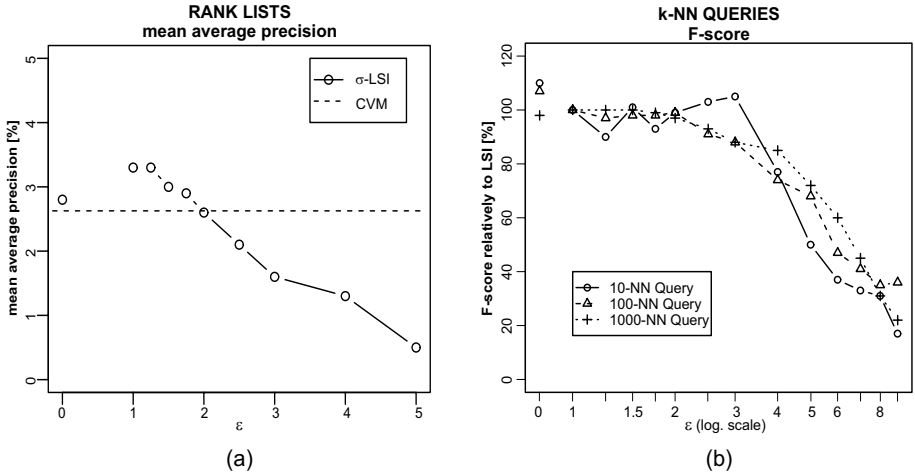 RANK LISTS
mean average precision
mean average precision [%]
5
4
3
2
1
0
σ-LSI
CVM
0 1 2 3 4 5
ε
(a)
k-NN QUERIES
F-score
F-score relatively to LSI [%]
120
100
80
60
40
20
0
10-NN Query
100-NN Query
1000-NN Query
0 1 1.5 2 3 4 5 6 8
ε (log. scale)
(b)